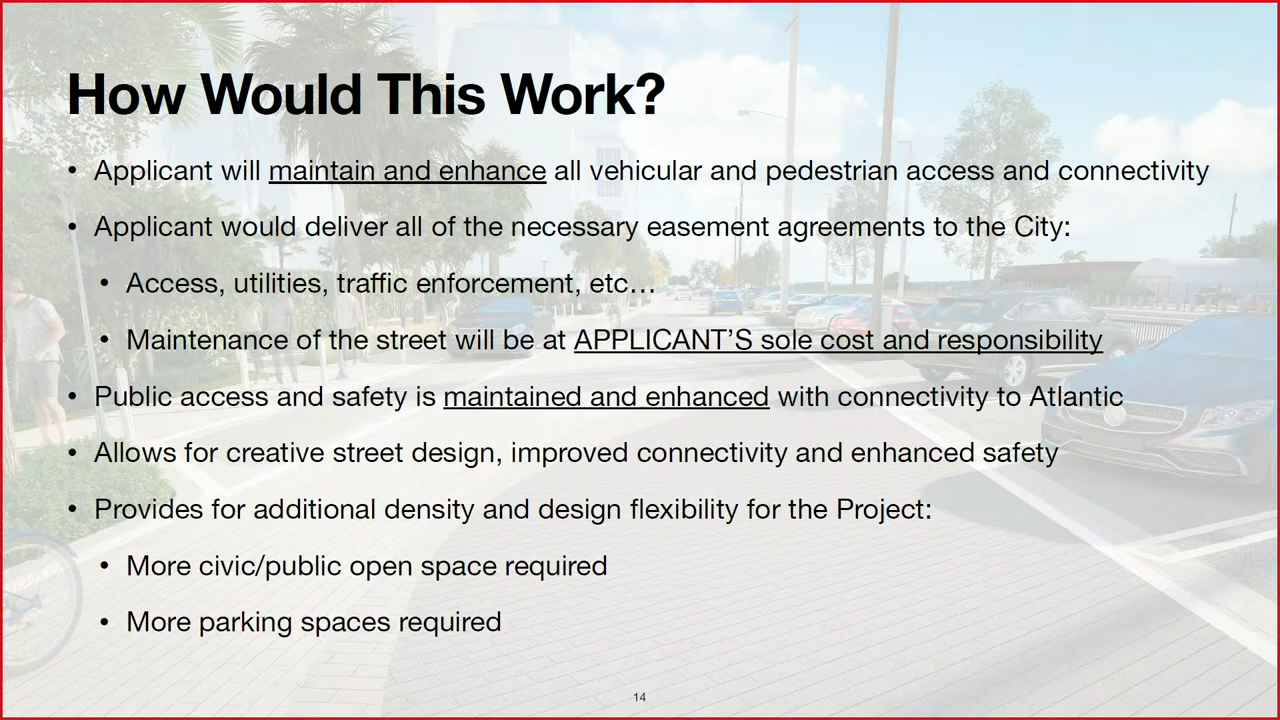 How Would This Work?
• Applicant will maintain and enhance all vehicular and pedestrian access and connectivity
• Applicant would deliver all of the necessary easement agreements to the City:
• Access, utilities, traffic enforcement, etc…
• Maintenance of the street will be at APPLICANT’S sole cost and responsibility
• Public access and safety is maintained and enhanced with connectivity to Atlantic
• Allows for creative street design, improved connectivity and enhanced safety
• Provides for additional density and design flexibility for the Project:
• More civic/public open space required
• More parking spaces required
14